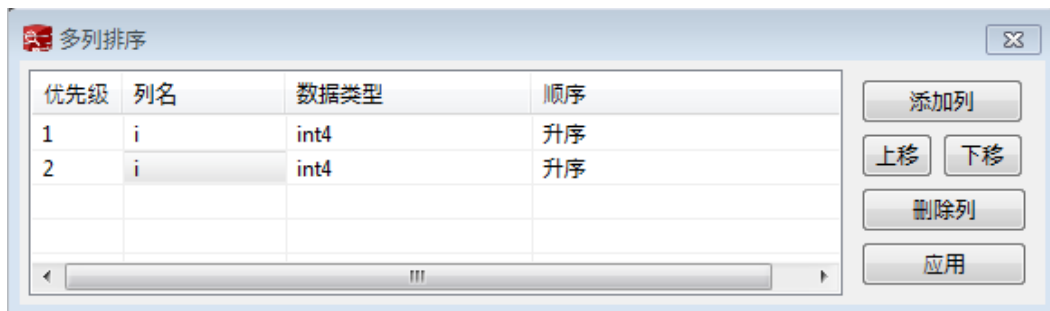 多列排序
优先级 列名 数据类型 顺序
1 i int4 升序
2 i int4 升序
添加列
上移 下移
删除列
应用